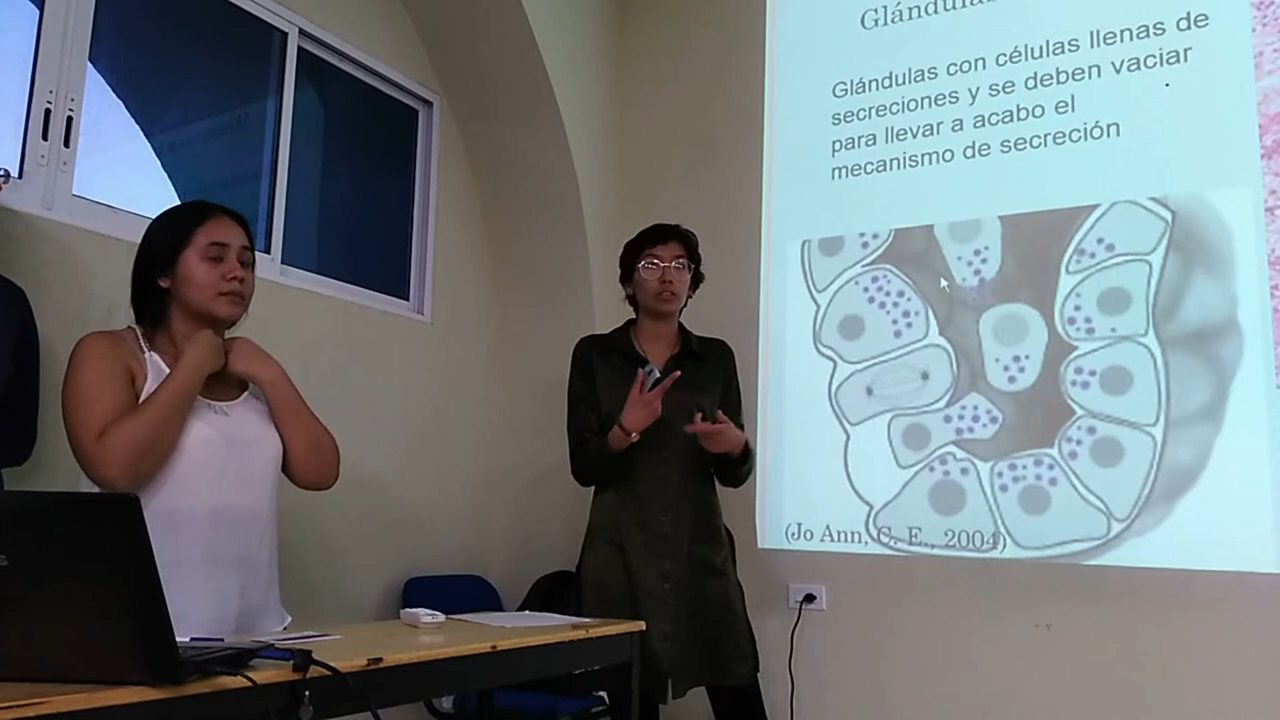 Glándulas con células llenas de
secreciones y se deben vaciar
para llevar a acabo el
mecanismo de secreción
(Jo Ann, C. E., 2004)